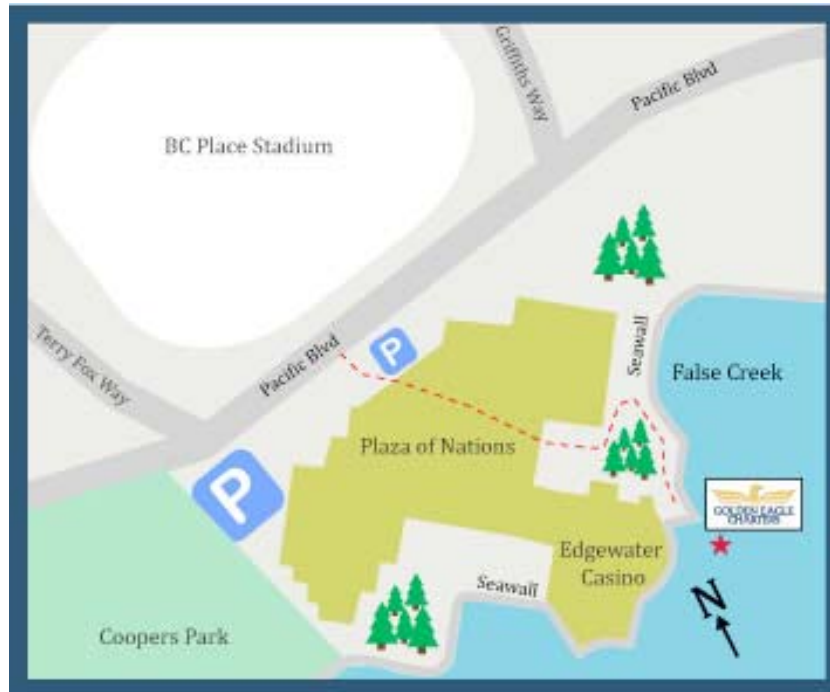 Griffiths Way
Pacific Blvd
BC Place Stadium
Terry Fox Way
Pacific Blvd
P
Seawall
False Creek
Plaza of Nations
P
GOLDEN EAGLE
CHARTERS
Edgewater
Casino
Seawall
N
Coopers Park